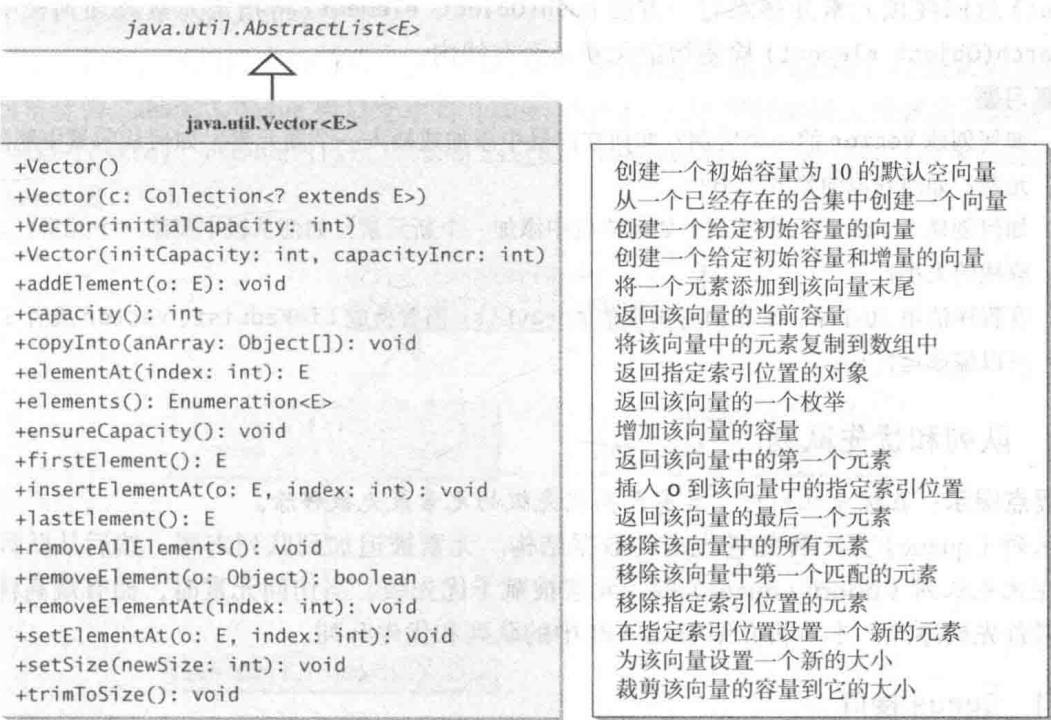 java.util.AbstractList<E>
java.util.Vector<E>
+Vector()
+Vector(c: Collection<? extends E>)
+Vector(initialCapacity: int)
+Vector(initCapacity: int, capacityIncr: int)
+addElement(o: E): void
+capacity(): int
+copyInto(anArray: Object[]): void
+elementAt(index: int): E
+elements(): Enumeration<E>
+ensureCapacity(): void
+firstElement(): E
+insertElementAt(o: E, index: int): void
+lastElement(): E
+removeAllElements(): void
+removeElement(o: Object): boolean
+removeElementAt(index: int): void
+setElementAt(o: E, index: int): void
+setSize(newSize: int): void
+trimToSize(): void
创建一个初始容量为 10 的默认空向量
从一个已经存在的合集中创建一个向量
创建一个给定初始容量的向量
创建一个给定初始容量和增量的向量
将一个元素添加到该向量末尾
返回该向量的当前容量
将该向量中的元素复制到数组中
返回指定索引位置的对象
返回该向量的一个枚举
增加该向量的容量
返回该向量中的第一个元素
插入 o 到该向量中的指定索引位置
返回该向量的最后一个元素
移除该向量中的所有元素
移除该向量中第一个匹配的元素
移除指定索引位置的元素
在指定索引位置设置一个新的元素
为该向量设置一个新的大小
裁剪该向量的容量到它的大小